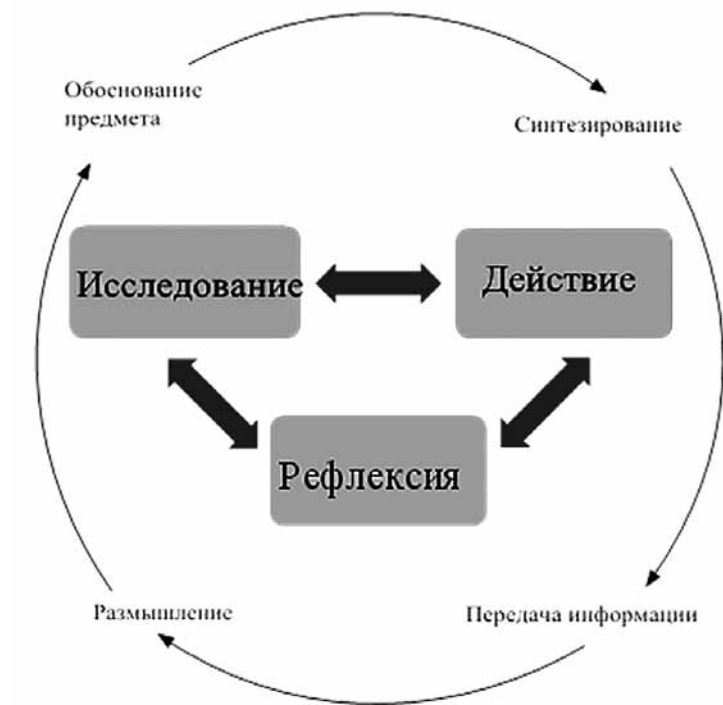 Обоснование
предмета
Синтезирование
Исследование
Действие
Рефлексия
Размышление
Передача информации